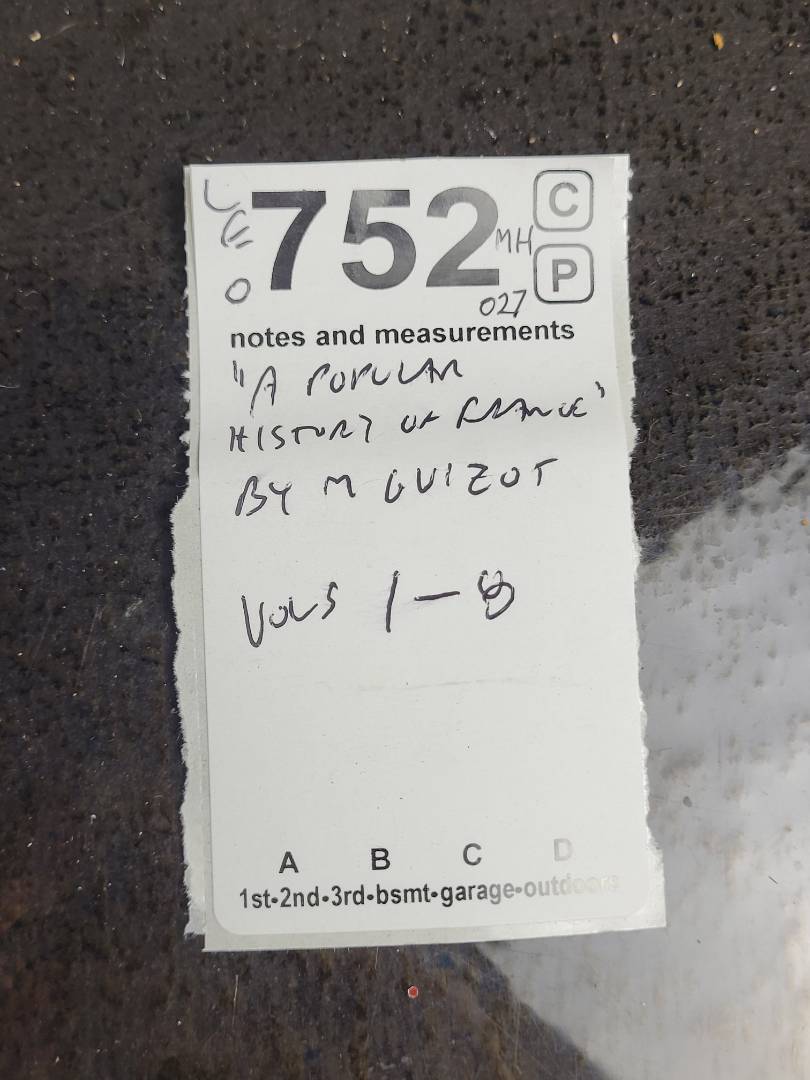 LEO
752
MH
C
P
027
notes and measurements
"A POPULAR
HISTORY OF FRANCE"
BY M GUIZOT
VOLS 1-8
A B C D
1st•2nd•3rd•bsmt•garage•outdoors